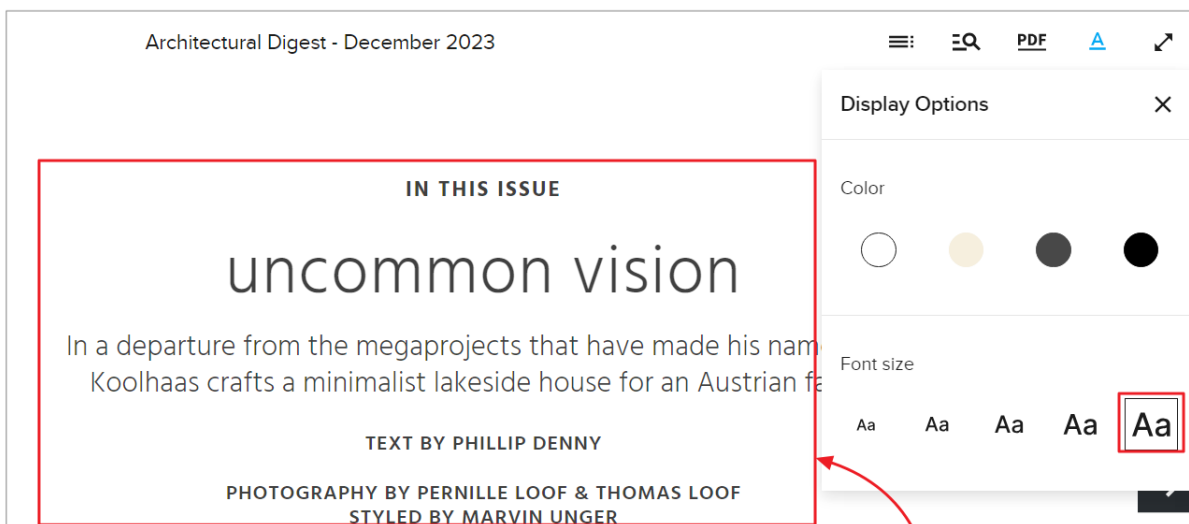 Architectural Digest - December 2023
PDF A
Display Options
IN THIS ISSUE
Color
uncommon vision
In a departure from the megaprojects that have made his nam
Koolhaas crafts a minimalist lakeside house for an Austrian
Font size
Aa Aa Aa Aa Aa
TEXT BY PHILLIP DENNY
PHOTOGRAPHY BY PERNILLE LOOF & THOMAS LOOF
STYLED BY MARVIN UNGER